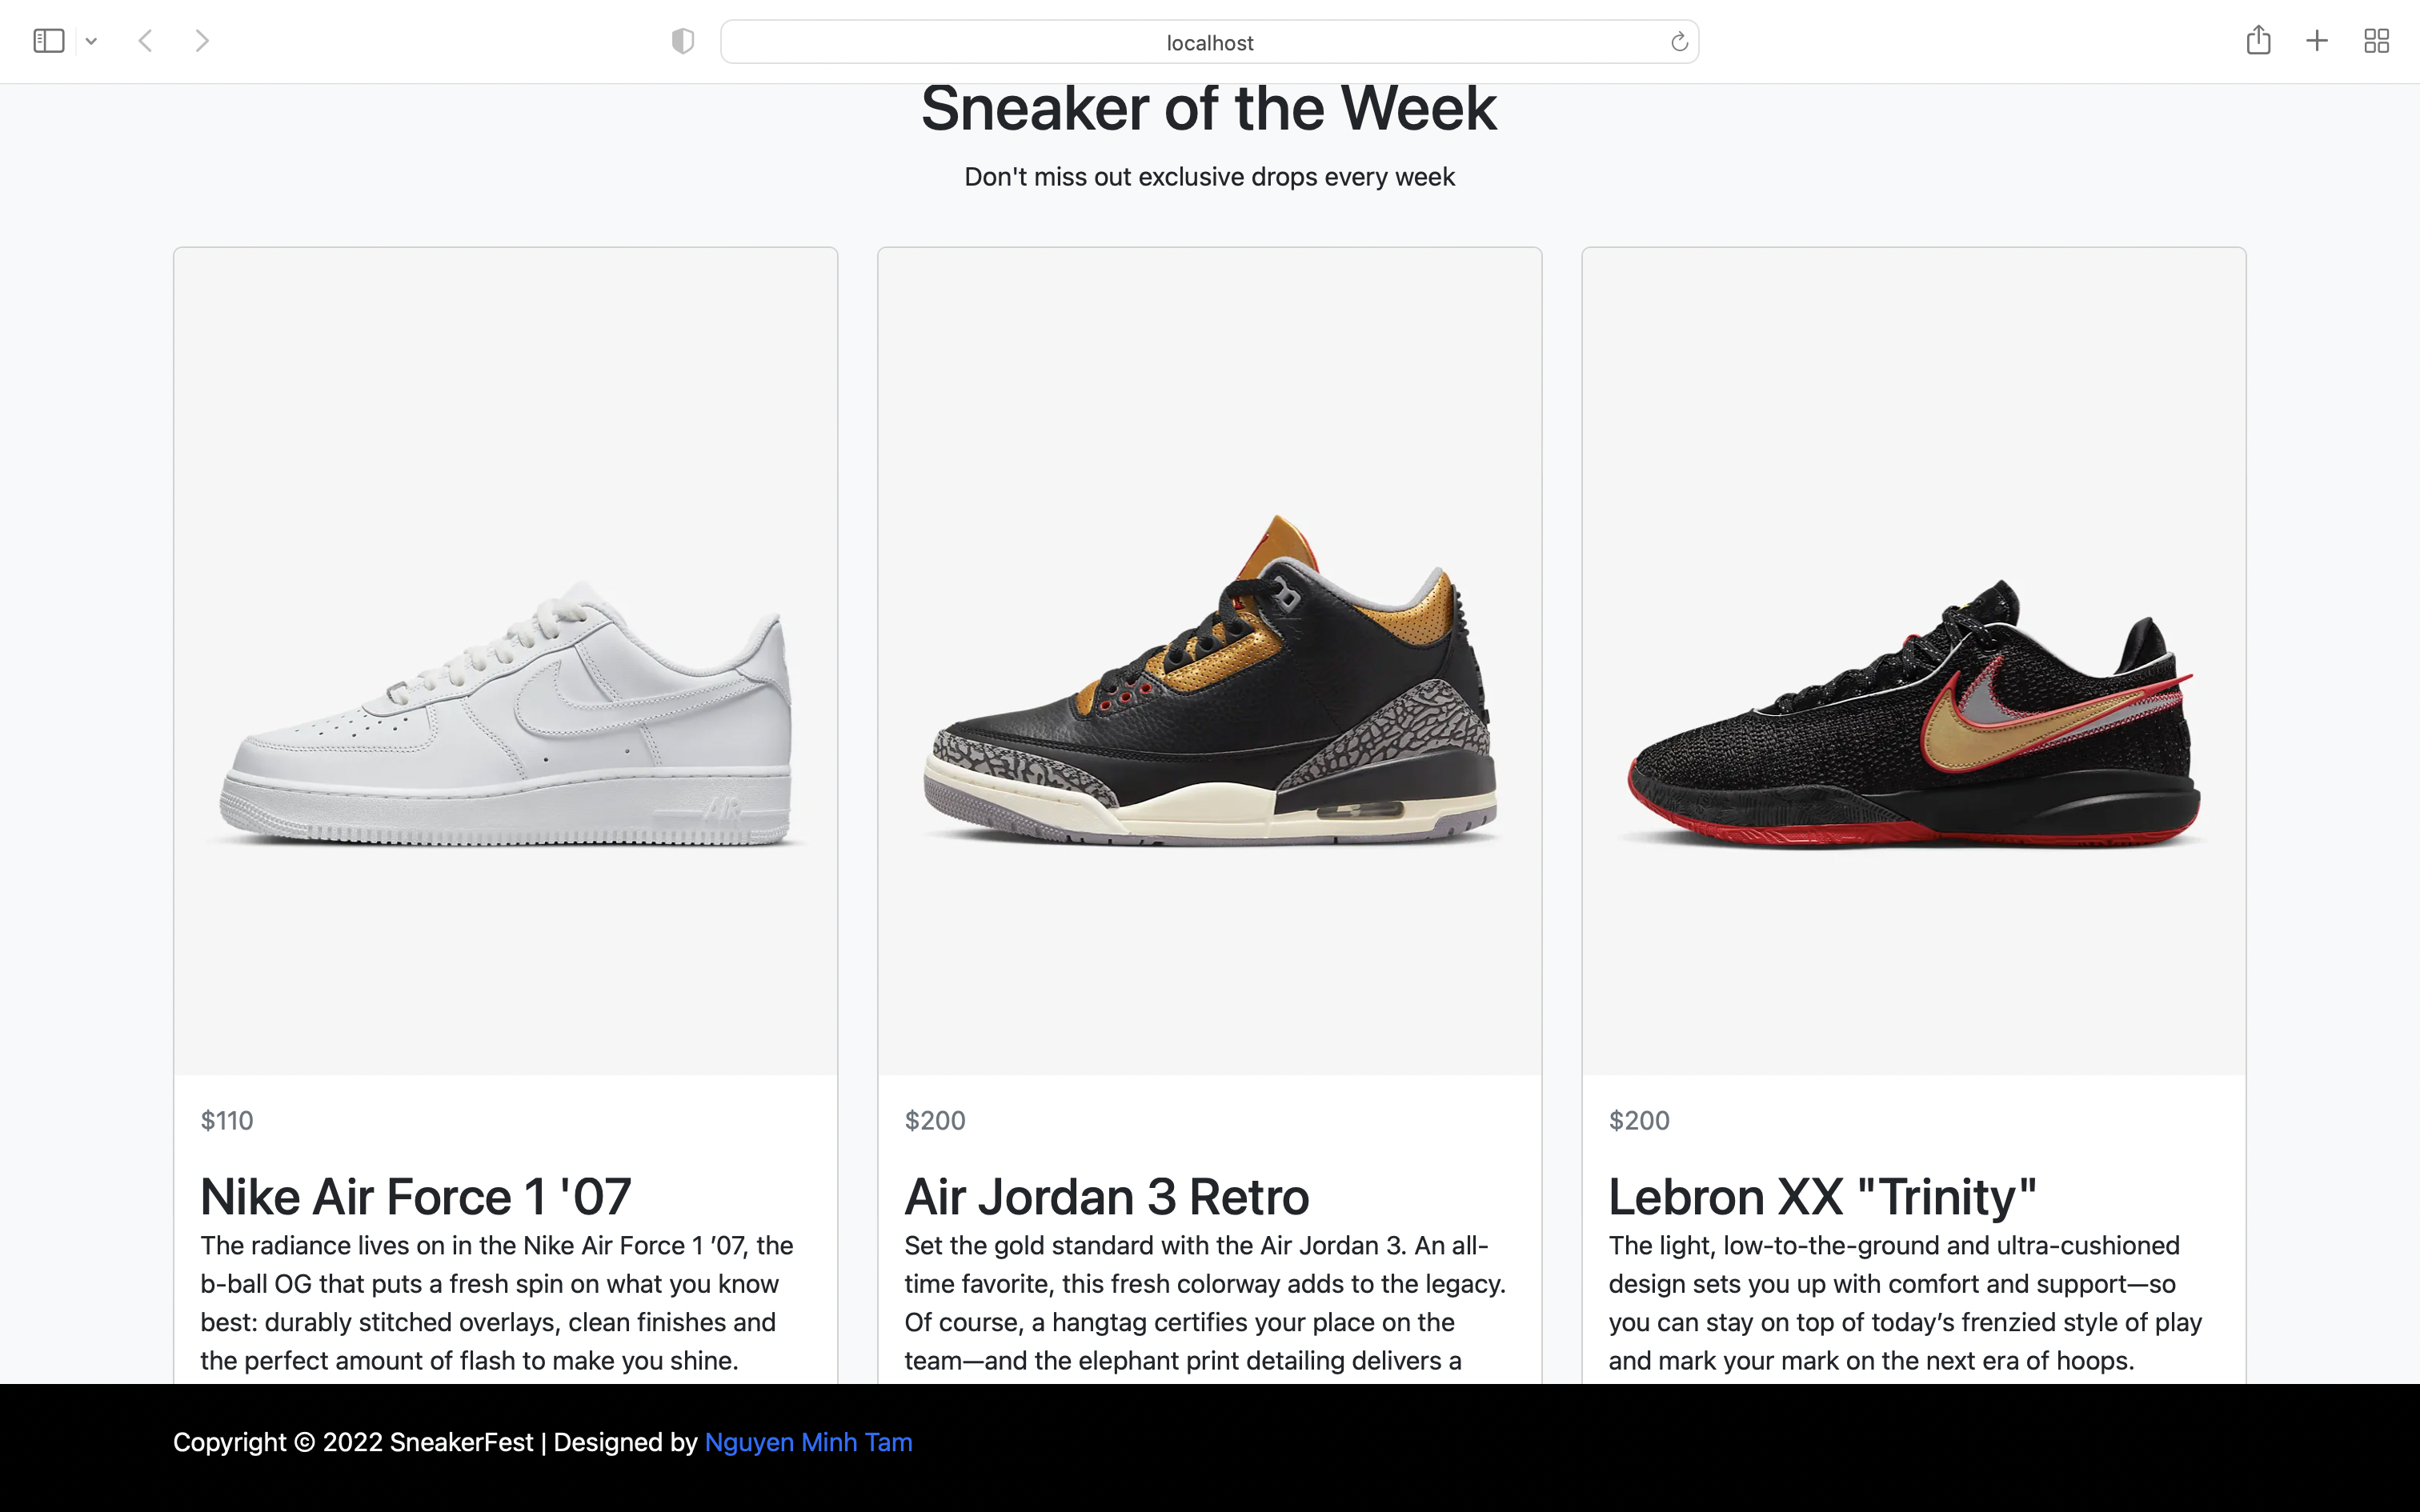 localhost
Sneaker of the Week
Don't miss out exclusive drops every week
AIR
$110
Nike Air Force 1 '07
The radiance lives on in the Nike Air Force 1 ’07, the
b-ball OG that puts a fresh spin on what you know
best: durably stitched overlays, clean finishes and
the perfect amount of flash to make you shine.
$200
Air Jordan 3 Retro
Set the gold standard with the Air Jordan 3. An all-
time favorite, this fresh colorway adds to the legacy.
Of course, a hangtag certifies your place on the
team—and the elephant print detailing delivers a
$200
Lebron XX "Trinity"
The light, low-to-the-ground and ultra-cushioned
design sets you up with comfort and support—so
you can stay on top of today’s frenzied style of play
and mark your mark on the next era of hoops.
Copyright © 2022 SneakerFest | Designed by Nguyen Minh Tam